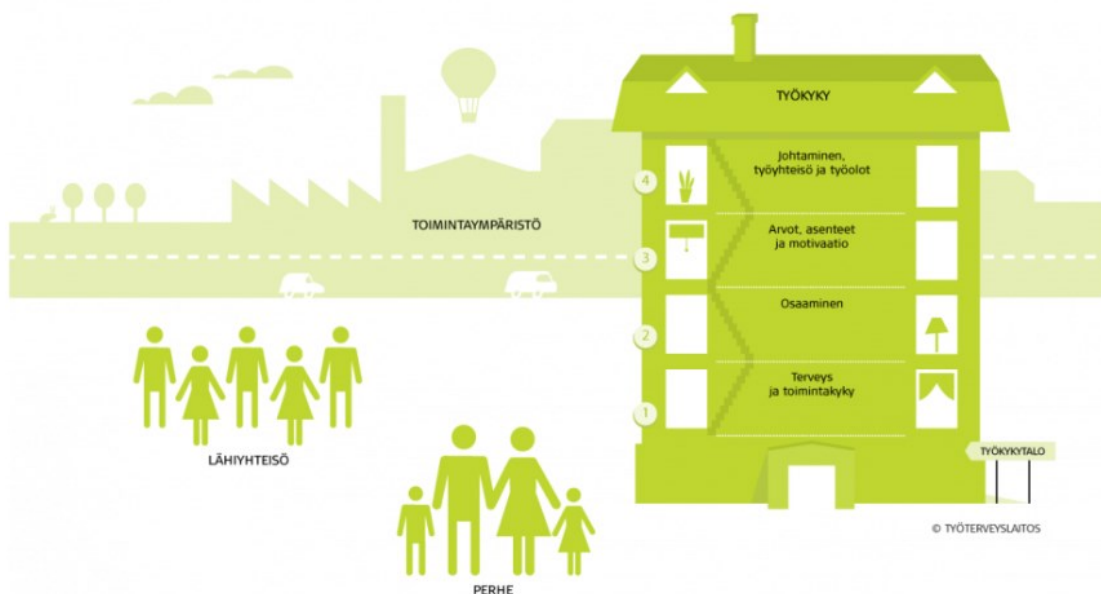 TYÖKYKY
4
Johtaminen,
työyhteisö ja työolot
TOIMINTAYMPÄRISTÖ
3
Arvot, asenteet
ja motivaatio
2
Osaaminen
1
Terveys
ja toimintakyky
LÄHIYHTEISÖ
TYÖKYKYTALO
© TYÖTERVEYSLAITOS
PERHE